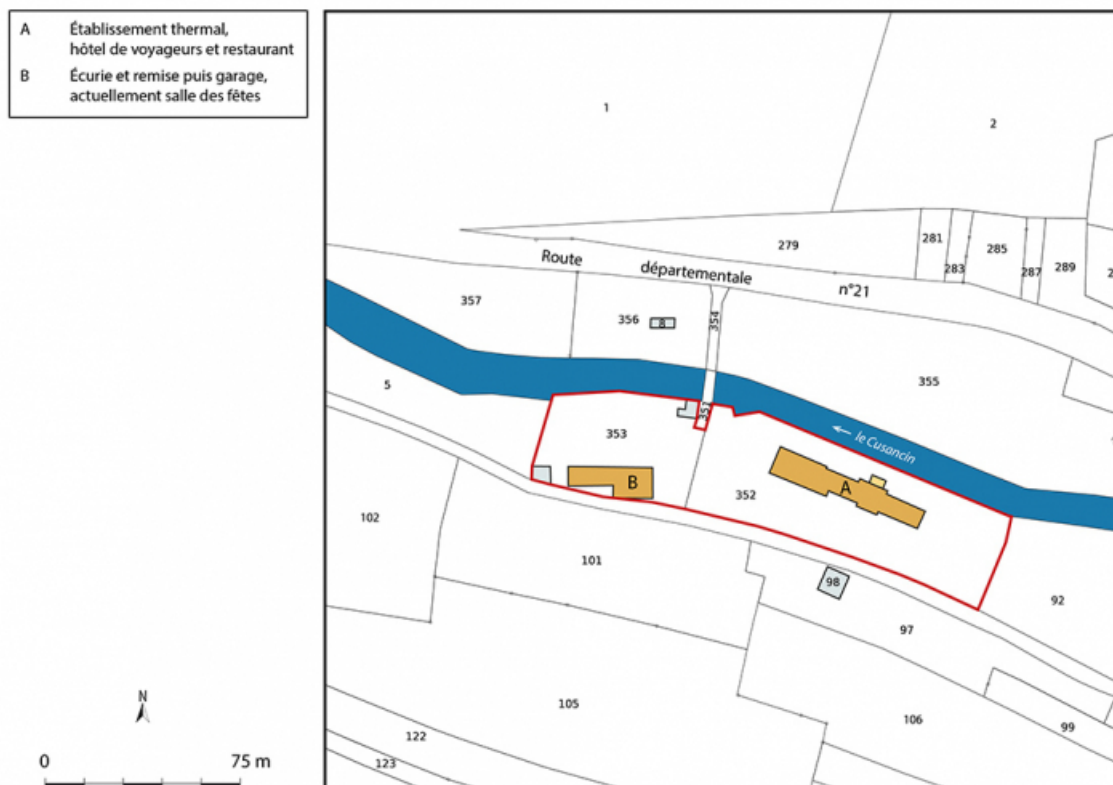 A Établissement thermal,
hôtel de voyageurs et restaurant
B Écurie et remise puis garage,
actuellement salle des fêtes
1
2
279
281
283
285
287
289
Route départementale n°21
357
356
8
354
355
5
353
351
le Cusancin
352
A
B
102
101
98
92
97
105
106
99
122
123
N
0 75 m